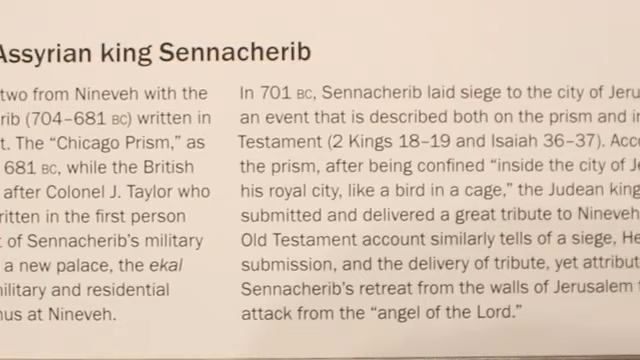 Assyrian king Sennacherib
two from Nineveh with the
rib (704–681 BC) written in
t. The “Chicago Prism,” as
681 BC, while the British
after Colonel J. Taylor who
ritten in the first person
t of Sennacherib’s military
a new palace, the ekal
military and residential
nus at Nineveh.
In 701 BC, Sennacherib laid siege to the city of Jeru
an event that is described both on the prism and in
Testament (2 Kings 18–19 and Isaiah 36–37). Acco
the prism, after being confined “inside the city of Je
his royal city, like a bird in a cage,” the Judean king
submitted and delivered a great tribute to Nineveh
Old Testament account similarly tells of a siege, He
submission, and the delivery of tribute, yet attribut
Sennacherib’s retreat from the walls of Jerusalem
attack from the “angel of the Lord.”